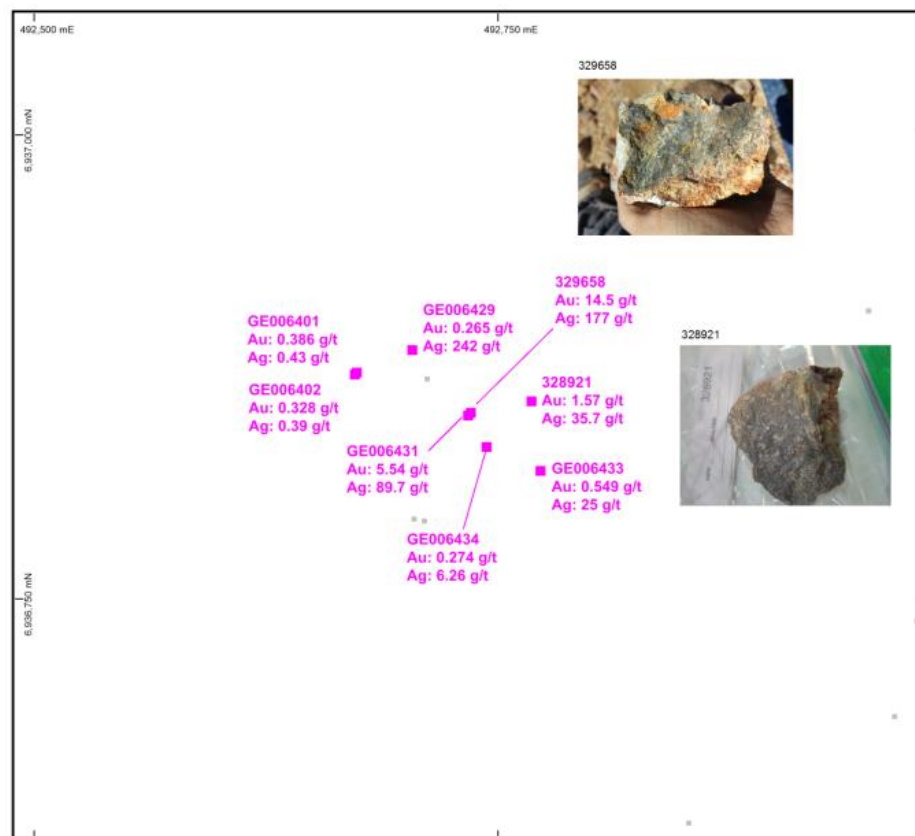 492,500 mE
492,750 mE
6,937,000 mN
6,936,750 mN
329658
329658
Au: 14.5 g/t
Ag: 177 g/t
GE006429
Au: 0.265 g/t
Ag: 242 g/t
GE006401
Au: 0.386 g/t
Ag: 0.43 g/t
GE006402
Au: 0.328 g/t
Ag: 0.39 g/t
328921
328921
328921
Au: 1.57 g/t
Ag: 35.7 g/t
GE006431
Au: 5.54 g/t
Ag: 89.7 g/t
GE006433
Au: 0.549 g/t
Ag: 25 g/t
GE006434
Au: 0.274 g/t
Ag: 6.26 g/t